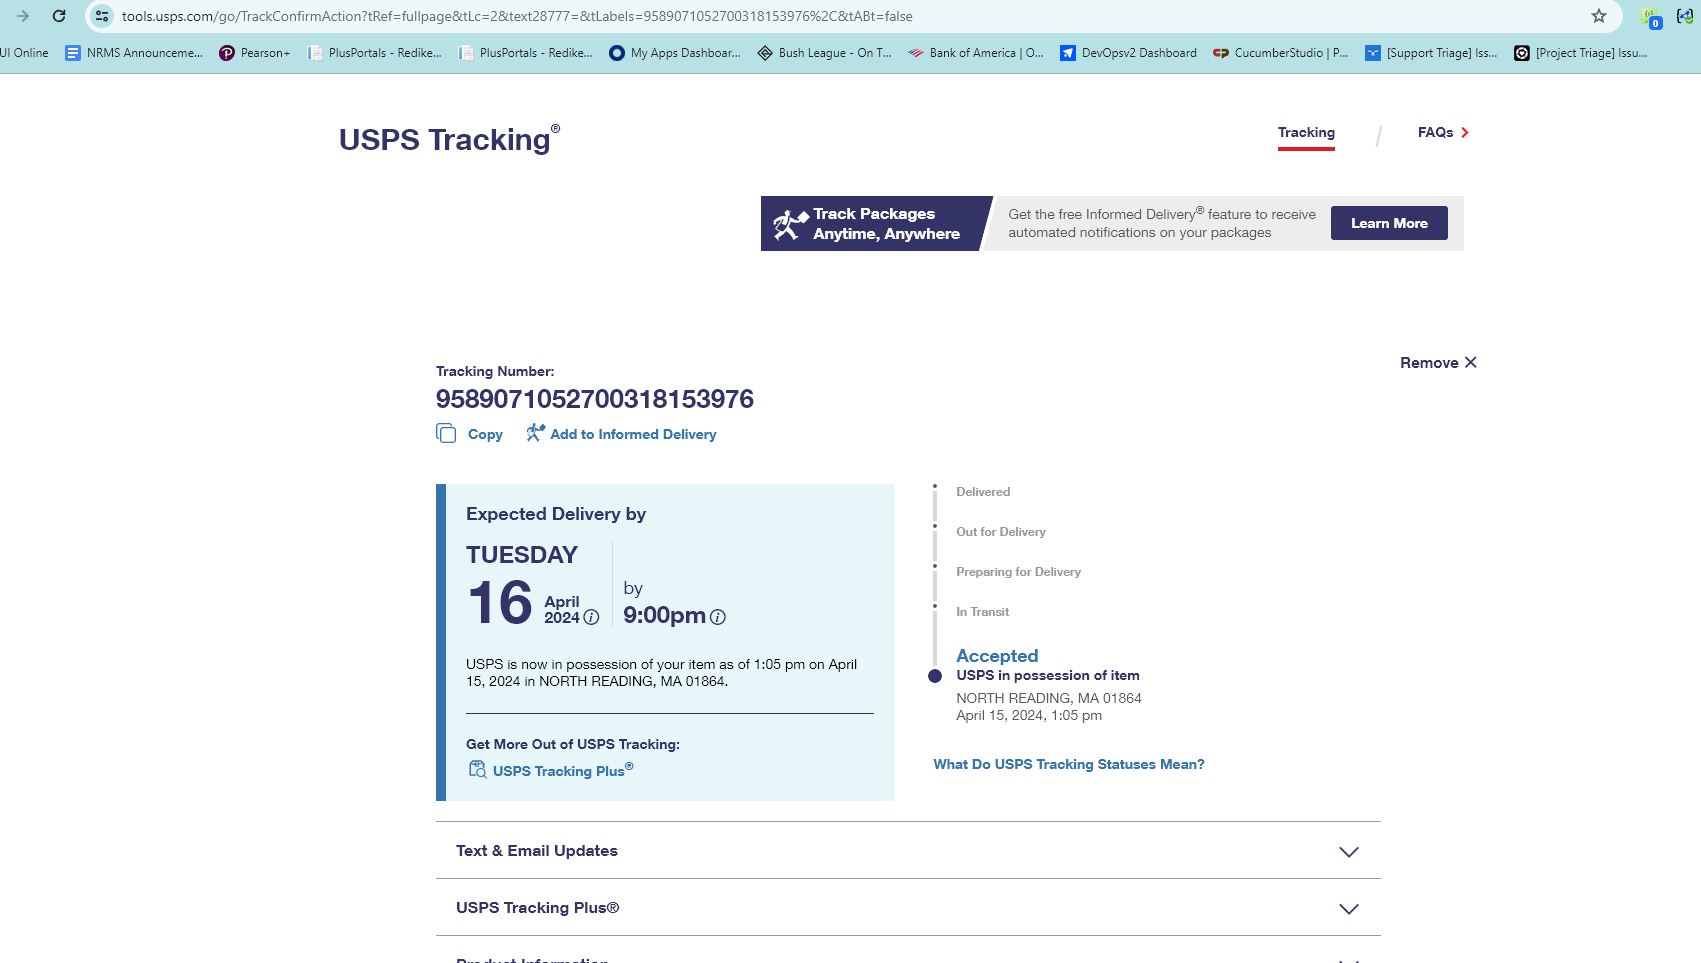 tools.usps.com/go/TrackConfirmAction?tRef=fullpage&tLc=2&text28777=&tLabels=9589071052700318153976%2C&tABt=false
0
UI Online NRMS Announceme... Pearson+ PlusPortals - Redike... PlusPortals - Redike... My Apps Dashboar... Bush League - On T... Bank of America | O... DevOpsv2 Dashboard CucumberStudio | P... [Support Triage] Iss... [Project Triage] Issu...
USPS Tracking®
Tracking
FAQs
Track Packages
Anytime, Anywhere
Get the free Informed Delivery® feature to receive
automated notifications on your packages
Learn More
Remove
Tracking Number:
9589071052700318153976
Copy Add to Informed Delivery
Expected Delivery by
TUESDAY
16 April
2024
by
9:00pm
USPS is now in possession of your item as of 1:05 pm on April
15, 2024 in NORTH READING, MA 01864.
Get More Out of USPS Tracking:
USPS Tracking Plus®
Delivered
Out for Delivery
Preparing for Delivery
In Transit
Accepted
USPS in possession of item
NORTH READING, MA 01864
April 15, 2024, 1:05 pm
What Do USPS Tracking Statuses Mean?
Text & Email Updates
USPS Tracking Plus®
Product Information